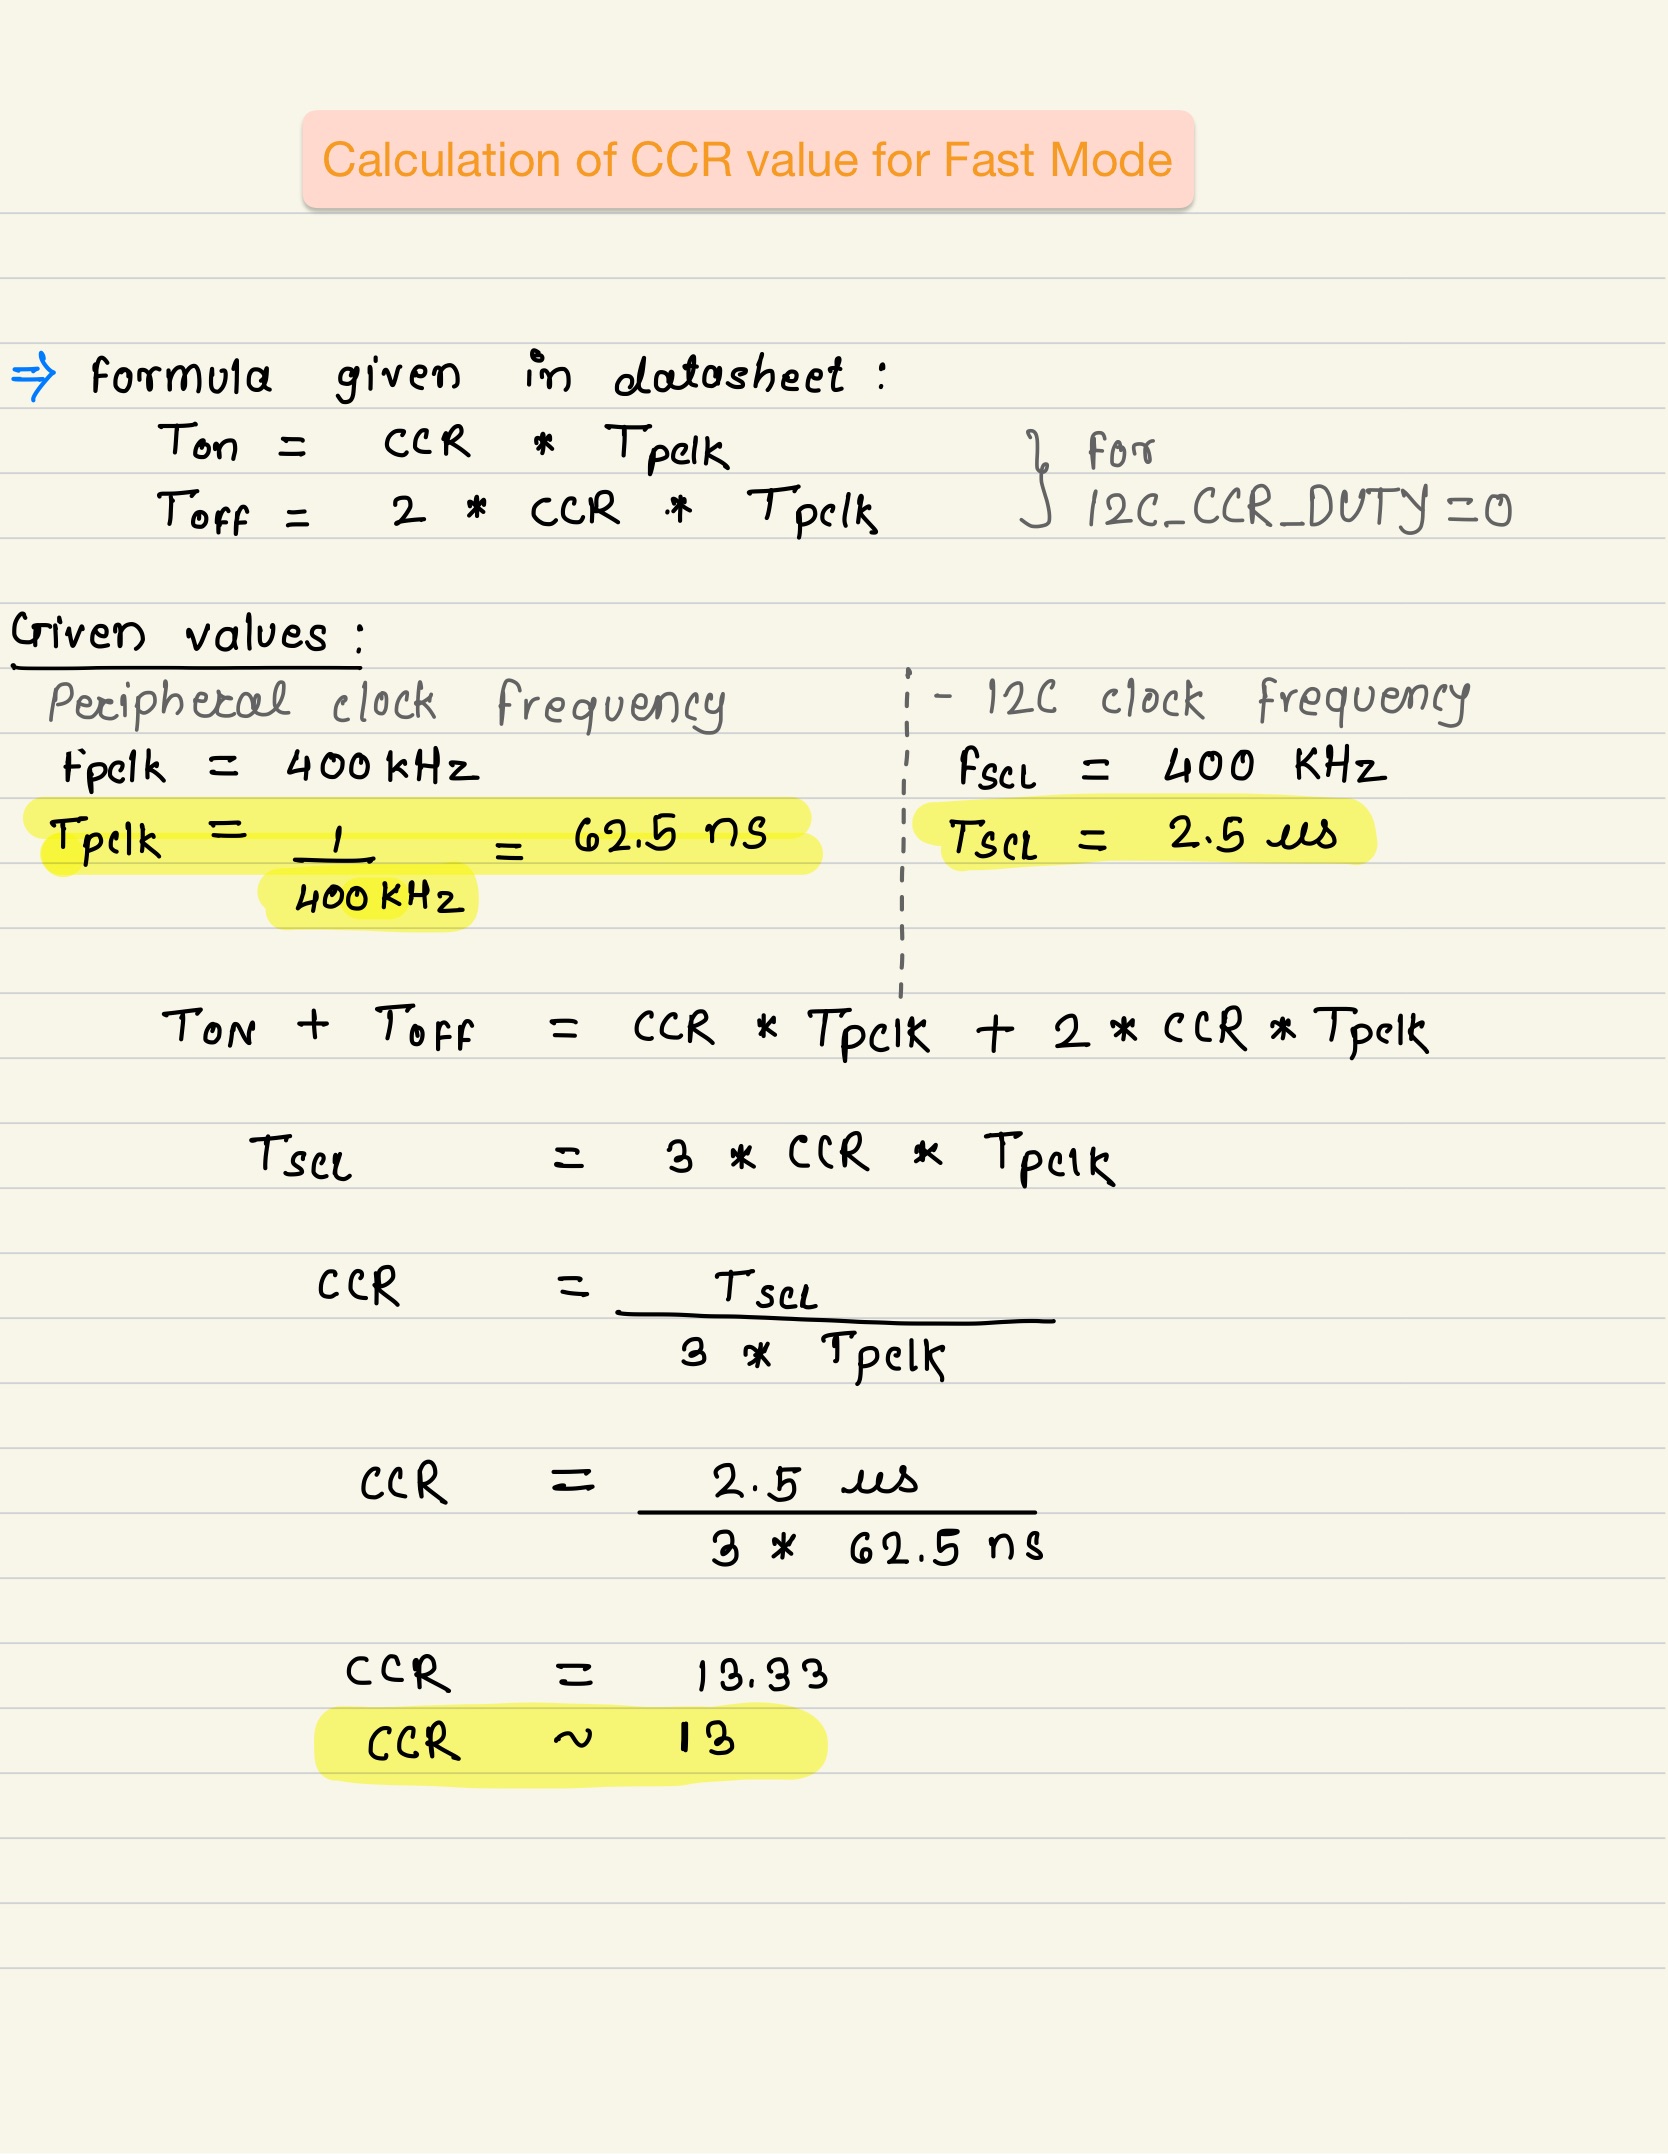 Calculation of CCR value for Fast Mode
⇒ formula given in datasheet :
Ton = CCR * Tpclk
Toff = 2 * CCR * Tpclk
} for
I2C_CCR_DUTY = 0
Given values :
Peripheral clock frequency
Fpclk = 400 kHz
Tpclk = 1 / 400 KHz = 62.5 ns
- I2C clock frequency
fSCL = 400 KHz
TSCL = 2.5 us
TON + TOFF = CCR * Tpclk + 2 * CCR * Tpclk
TSCL = 3 * CCR * Tpclk
CCR = TSCL
3 * Tpclk
CCR = 2.5 us
3 * 62.5 ns
CCR = 13.33
CCR ~ 13